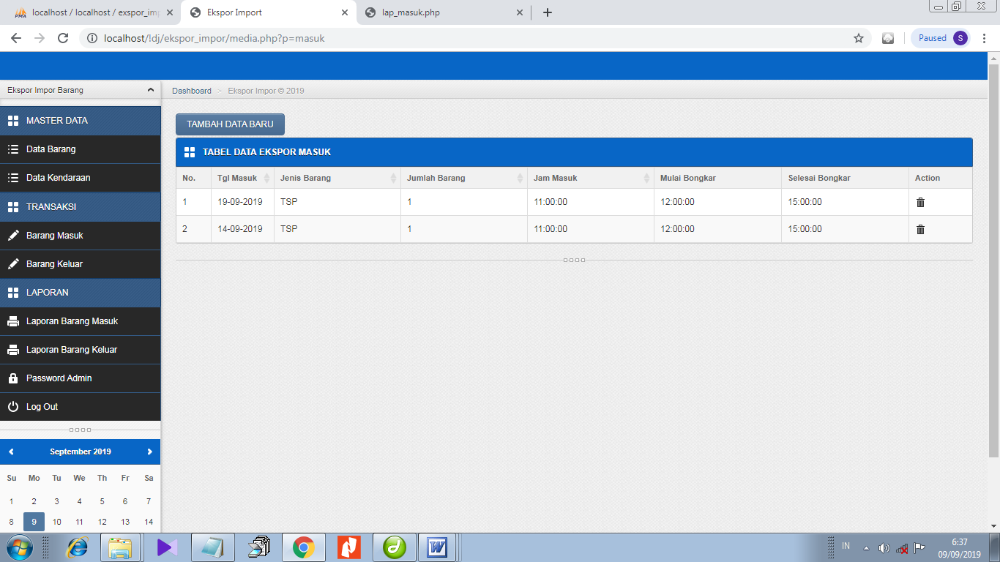 localhost / localhost / exspor_imp
Ekspor Import
lap_masuk.php
localhost/!dj/ekspor_impor/media.php?p=masuk
Paused S
Ekspor Impor Barang
Dashboard > Ekspor Impor © 2019
MASTER DATA
Data Barang
Data Kendaraan
TRANSAKSI
Barang Masuk
Barang Keluar
LAPORAN
Laporan Barang Masuk
Laporan Barang Keluar
Password Admin
Log Out
September 2019
Su Mo Tu We Th Fr Sa
1 2 3 4 5 6 7
8 9 10 11 12 13 14
TAMBAH DATA BARU
TABEL DATA EKSPOR MASUK
No. Tgl Masuk Jenis Barang Jumlah Barang Jam Masuk Mulai Bongkar Selesai Bongkar Action
1 19-09-2019 TSP 1 11:00:00 12:00:00 15:00:00
2 14-09-2019 TSP 1 11:00:00 12:00:00 15:00:00
IN
6:37
09/09/2019